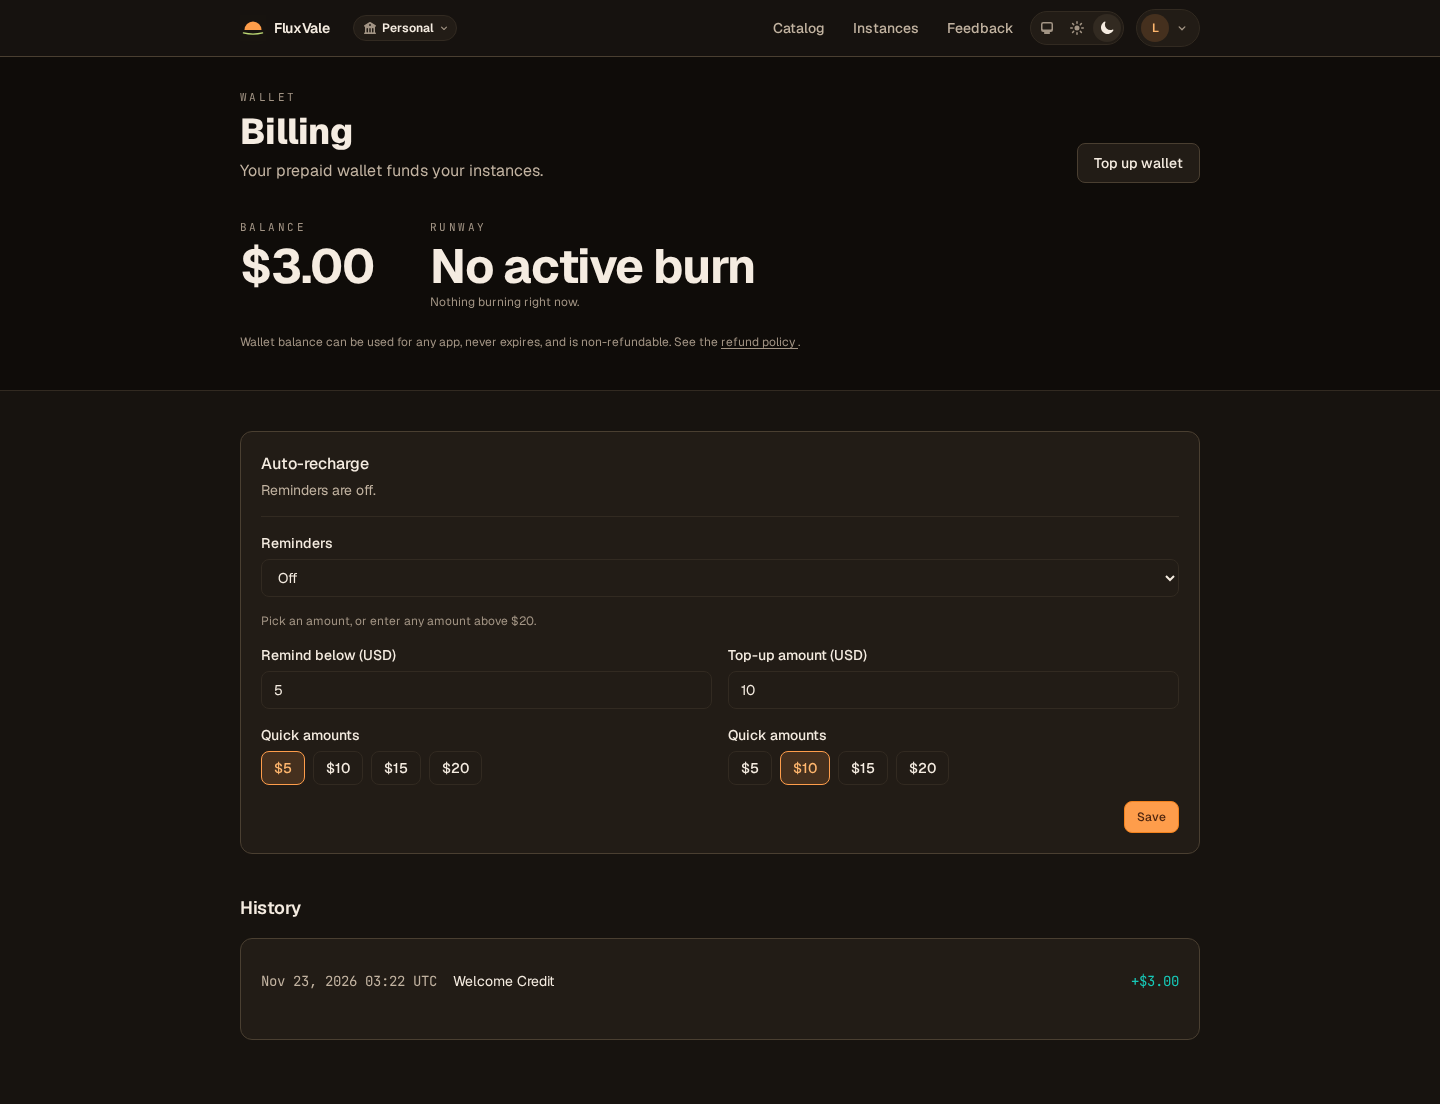 FluxVale
Personal
Catalog
Instances
Feedback
L
WALLET
Billing
Your prepaid wallet funds your instances.
Top up wallet
BALANCE
RUNWAY
$3.00
No active burn
Nothing burning right now.
Wallet balance can be used for any app, never expires, and is non-refundable. See the refund policy .
Auto-recharge
Reminders are off.
Reminders
Off
Pick an amount, or enter any amount above $20.
Remind below (USD)
Top-up amount (USD)
5
10
Quick amounts
Quick amounts
$5 $10 $15 $20
$5 $10 $15 $20
Save
History
Nov 23, 2026 03:22 UTC Welcome Credit +$3.00